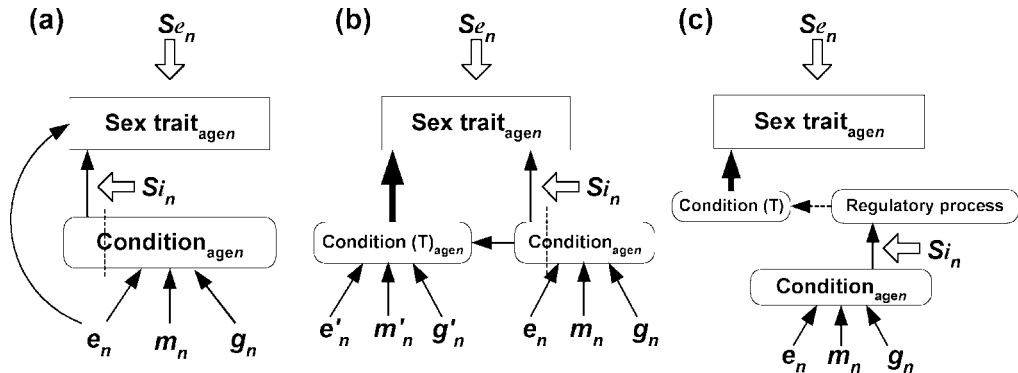 (a)
Se_n
Sex trait_agen
Si_n
Condition_agen
e_n m_n g_n
(b)
Se_n
Sex trait_agen
Si_n
Condition (T)_agen Condition_agen
e'_n m'_n g'_n e_n m_n g_n
(c)
Se_n
Sex trait_agen
Condition (T) Regulatory process
Si_n
Condition_agen
e_n m_n g_n